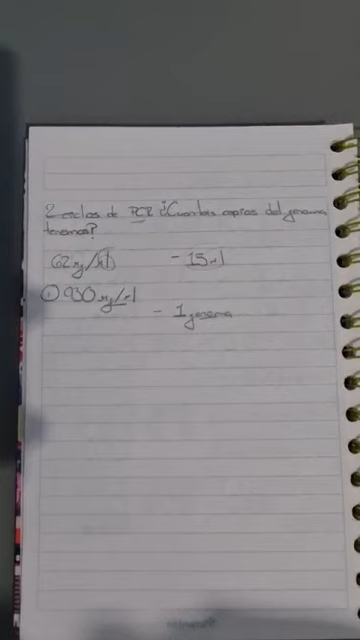 2 ciclos de PCR ¿Cuantas copias del genoma
tenemos?
62 ng/µl - 15 µl
① 930 ng/µl
- 1 genoma